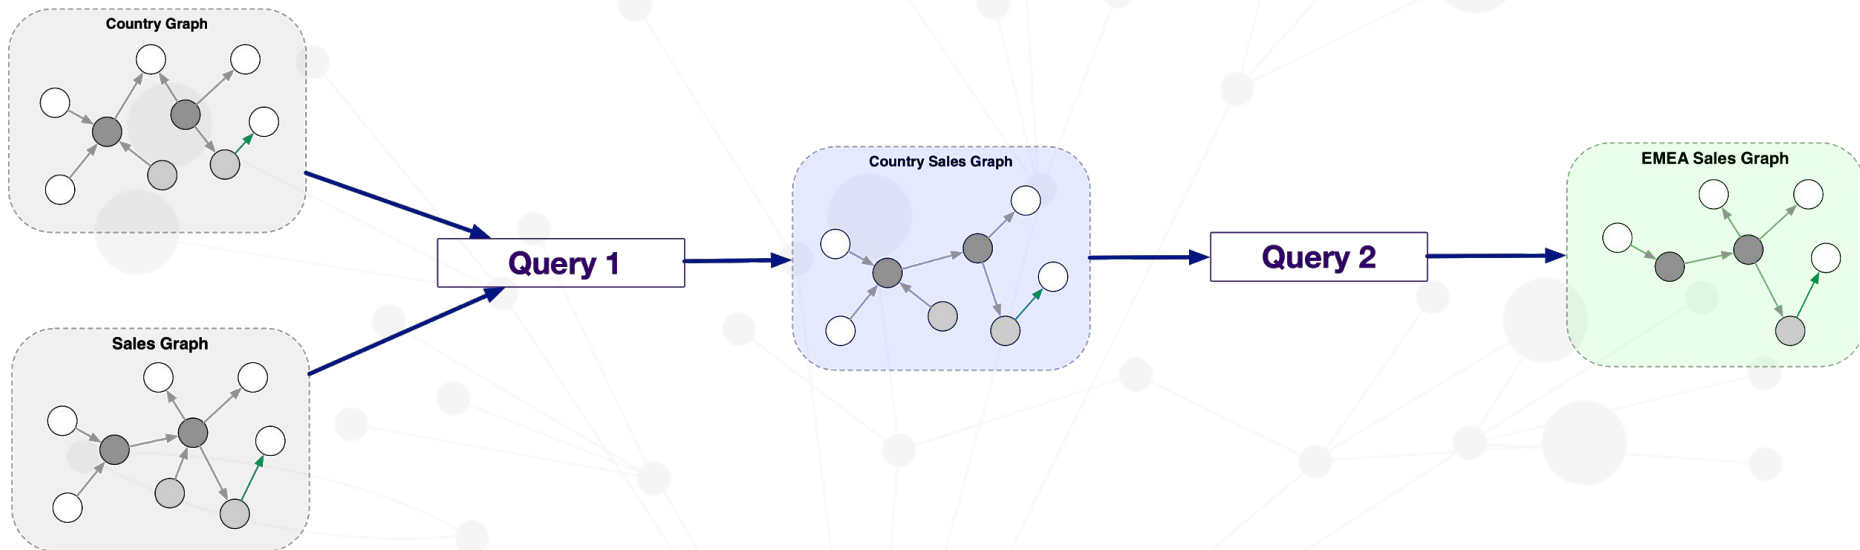 Country Graph
Sales Graph
Query 1
Country Sales Graph
Query 2
EMEA Sales Graph